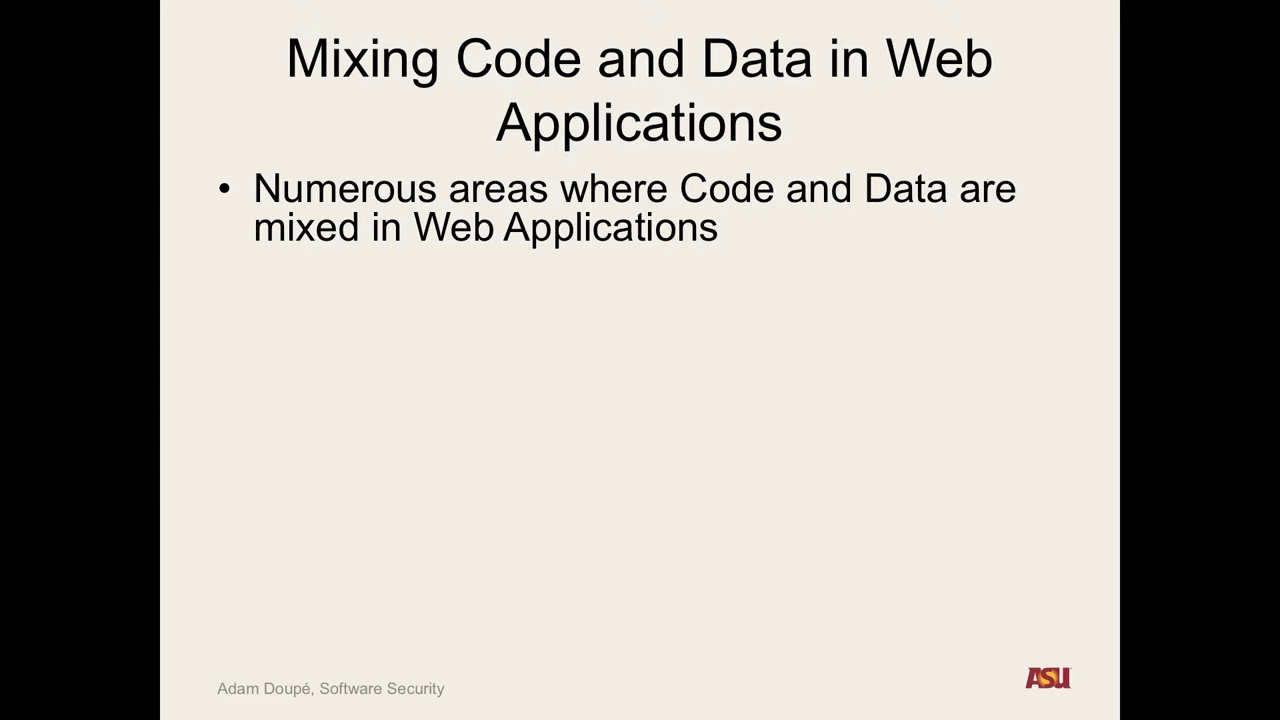 Mixing Code and Data in Web
Applications
• Numerous areas where Code and Data are
mixed in Web Applications
Adam Doupé, Software Security
ASU